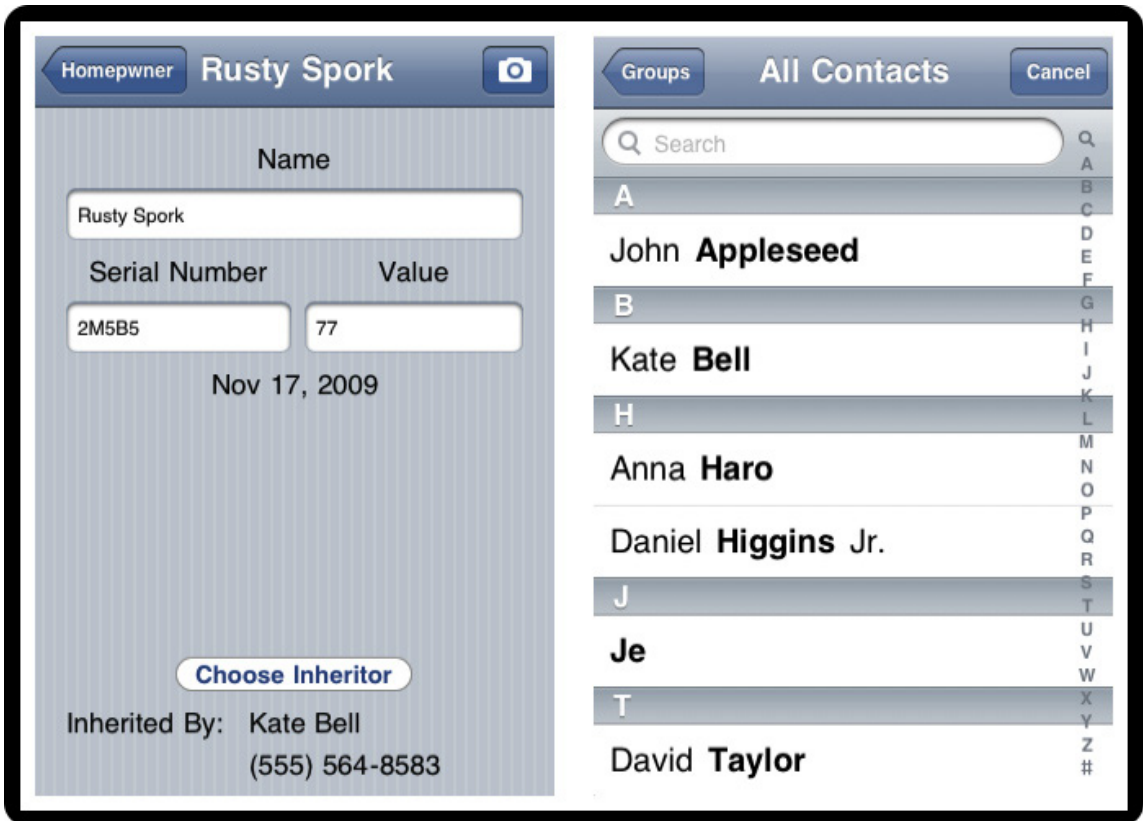 Homepwner Rusty Spork
Name
Rusty Spork
Serial Number Value
2M5B5 77
Nov 17, 2009
Choose Inheritor
Inherited By: Kate Bell
(555) 564-8583
Groups All Contacts Cancel
Search
A
John Appleseed
B
Kate Bell
H
Anna Haro
Daniel Higgins Jr.
J
Je
T
David Taylor
A
B
C
D
E
F
G
H
I
J
K
L
M
N
O
P
Q
R
S
T
U
V
W
X
Y
Z
#